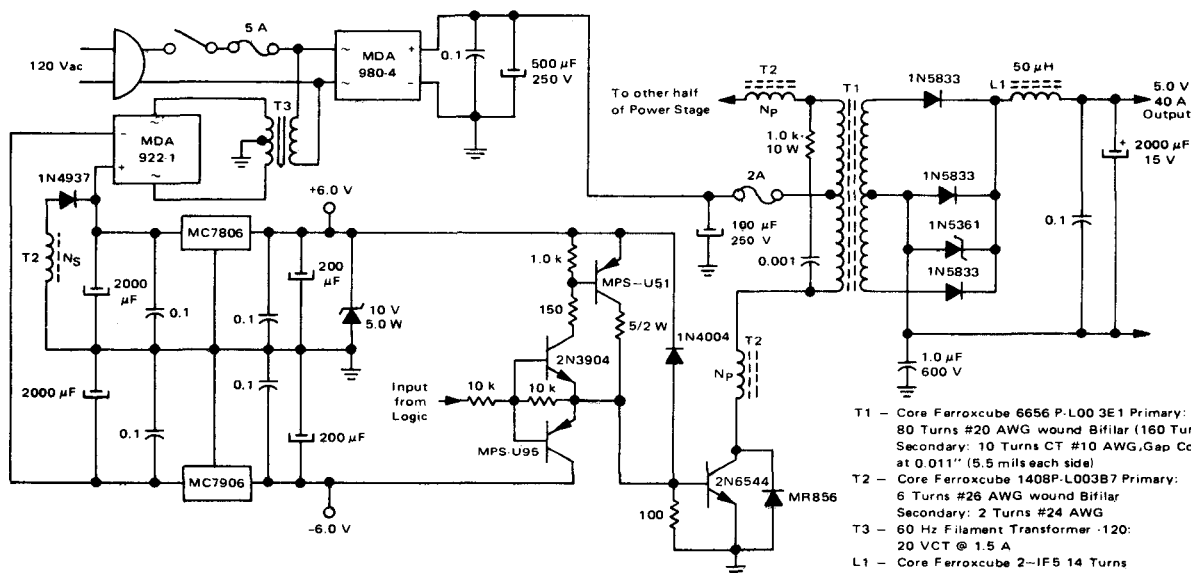 5 A
120 Vac
MDA
980-4
0.1
500 µF
250 V
T3
MDA
922-1
1N4937
T2
NS
2000
µF
0.1
MC7806
+6.0 V
0.1
200
µF
10 V
5.0 W
2000 µF
0.1
0.1
200 µF
MC7906
–6.0 V
Input
from
Logic
10 k
10 k
1.0 k
150
MPS–U51
5/2 W
2N3904
MPS-U95
1N4004
100
2N6544
MR856
T2
NP
To other half
of Power Stage
T2
NP
1.0 k·
10 W
2A
100 µF
250 V
0.001
T1
1N5833
1N5833
1N5361
1N5833
50 µH
L1
5.0 V
40 A
Output
2000 µF
15 V
0.1
1.0 µF
600 V
T1 – Core Ferroxcube 6656 P-L00 3E1 Primary:
80 Turns #20 AWG wound Bifilar (160 Tur
Secondary: 10 Turns CT #10 AWG,Gap Co
at 0.011″ (5.5 mils each side)
T2 – Core Ferroxcube 1408P-L003B7 Primary:
6 Turns #26 AWG wound Bifilar
Secondary: 2 Turns #24 AWG
T3 – 60 Hz Filament Transformer -120:
20 VCT @ 1.5 A
L1 – Core Ferroxcube 2–IF5 14 Turns